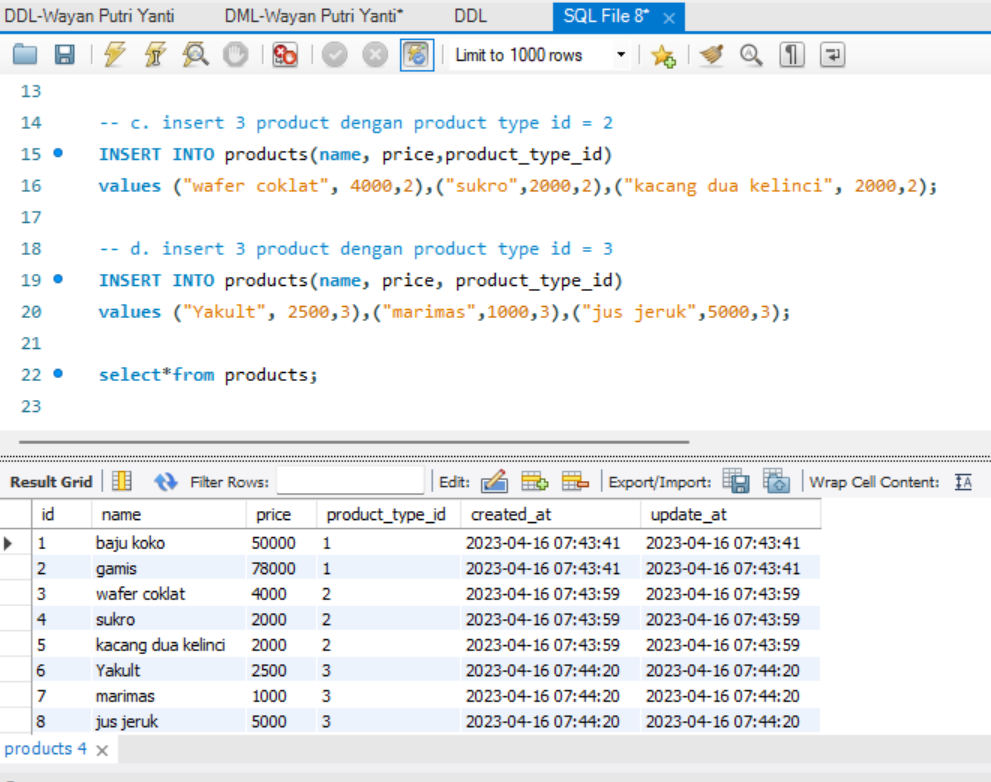 DDL-Wayan Putri Yanti DML-Wayan Putri Yanti* DDL SQL File 8* ×
Limit to 1000 rows
13
14 -- c. insert 3 product dengan product type id = 2
15 INSERT INTO products(name, price,product_type_id)
16 values ("wafer coklat", 4000,2),("sukro",2000,2),("kacang dua kelinci", 2000,2);
17
18 -- d. insert 3 product dengan product type id = 3
19 INSERT INTO products(name, price, product_type_id)
20 values ("Yakult", 2500,3),("marimas",1000,3),("jus jeruk",5000,3);
21
22 select*from products;
23
Result Grid Filter Rows: Edit: Export/Import: Wrap Cell Content: IA
id name price product_type_id created_at update_at
1 baju koko 50000 1 2023-04-16 07:43:41 2023-04-16 07:43:41
2 gamis 78000 1 2023-04-16 07:43:41 2023-04-16 07:43:41
3 wafer coklat 4000 2 2023-04-16 07:43:59 2023-04-16 07:43:59
4 sukro 2000 2 2023-04-16 07:43:59 2023-04-16 07:43:59
5 kacang dua kelinci 2000 2 2023-04-16 07:43:59 2023-04-16 07:43:59
6 Yakult 2500 3 2023-04-16 07:44:20 2023-04-16 07:44:20
7 marimas 1000 3 2023-04-16 07:44:20 2023-04-16 07:44:20
8 jus jeruk 5000 3 2023-04-16 07:44:20 2023-04-16 07:44:20
products 4 ×